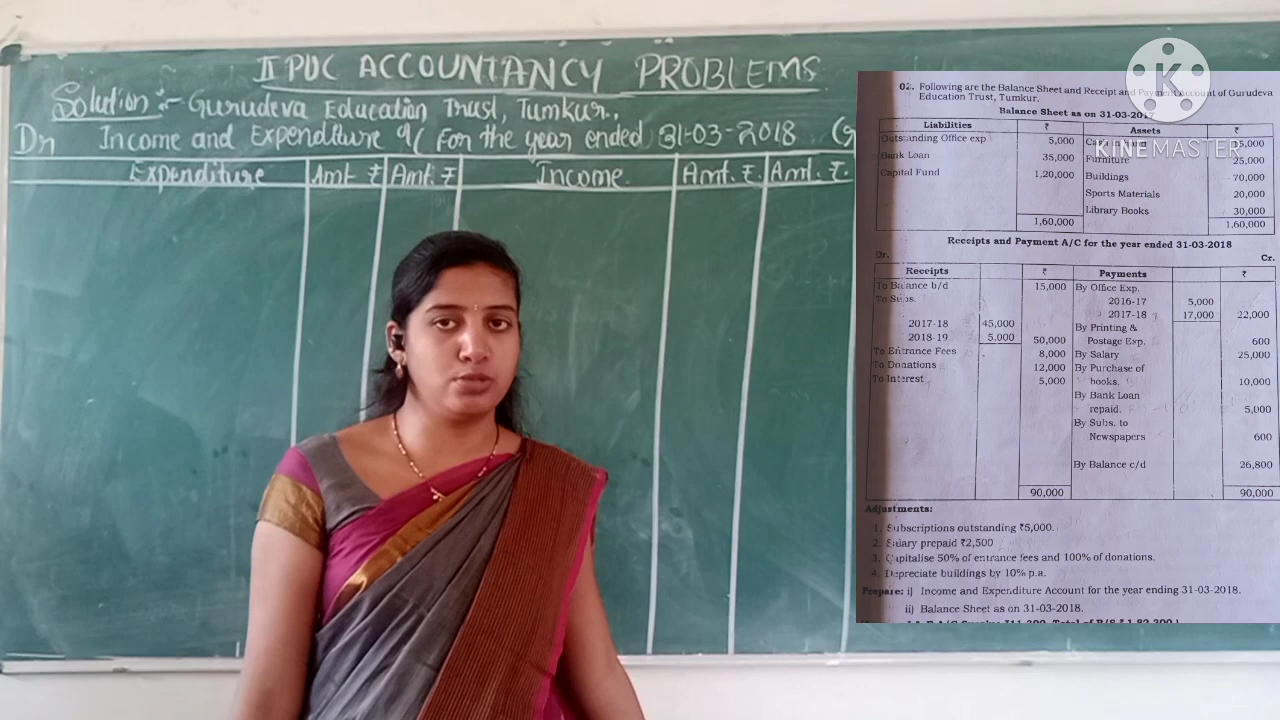 II PUC ACCOUNTANCY PROBLEMS
Solution :- Gurudeva Education Trust, Tumkur.,
Dr Income and Expenditure a/c For the year ended 31-03-2018
Expenditure Amt ₹ Amt. ₹ Income. Amt. ₹. Amt. ₹.
KINEMASTER
02. Following are the Balance Sheet and Receipt and Payment Account of Gurudeva
Education Trust, Tumkur.
Balance Sheet as on 31-03-2017
Liabilities ₹ Assets ₹
Outstanding Office exp 5,000
Bank Loan 35,000 Furniture 25,000
Capital Fund 1,20,000 Buildings 70,000
Sports Materials 20,000
Library Books 30,000
1,60,000 1,60,000
Receipts and Payment A/C for the year ended 31-03-2018
Dr. Cr.
Receipts ₹ Payments ₹
To Balance b/d 15,000 By Office Exp.
To Subs. 2016-17 5,000
2017-18 17,000 22,000
2017-18 45,000 By Printing &
2018-19 5,000 50,000 Postage Exp. 600
To Entrance Fees 8,000 By Salary 25,000
To Donations 12,000 By Purchase of
To Interest 5,000 books. 10,000
By Bank Loan
repaid. 5,000
By Subs. to
Newspapers 600
By Balance c/d 26,800
90,000 90,000
Adjustments:
1. Subscriptions outstanding ₹5,000.
2. Salary prepaid ₹2,500
3. Capitalise 50% of entrance fees and 100% of donations.
4. Depreciate buildings by 10% p.a.
Prepare: i) Income and Expenditure Account for the year ending 31-03-2018.
ii) Balance Sheet as on 31-03-2018.